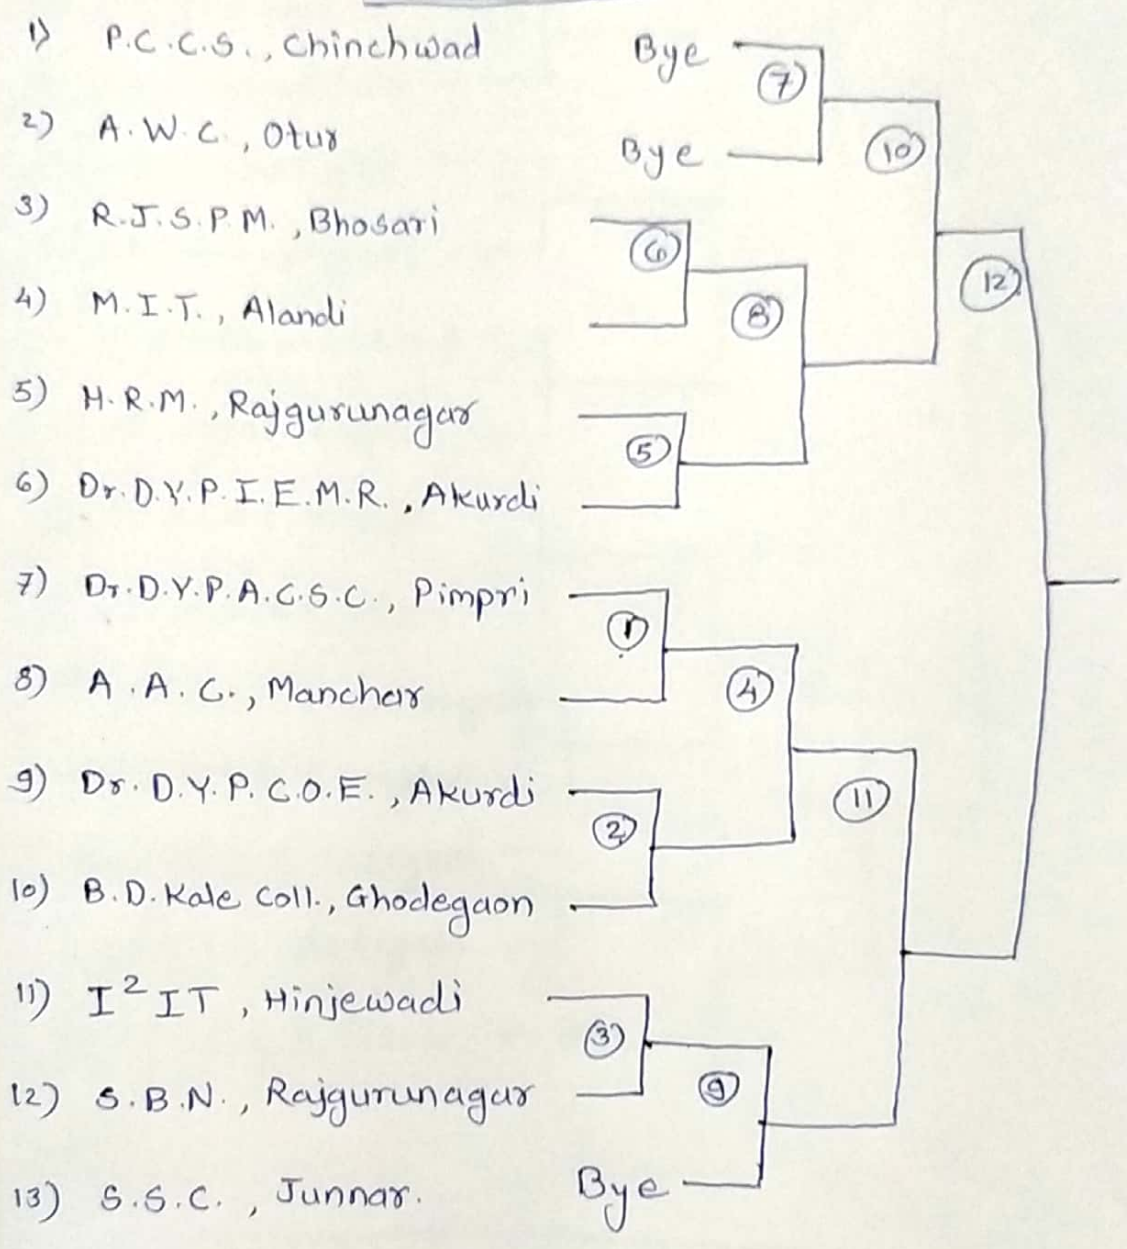 1) P.C.C.S., Chinchwad Bye
7
2) A.W.C., Otur Bye
10
3) R.J.S.P.M., Bhosari
6
12
4) M.I.T., Alandi
8
5) H.R.M., Rajgurunagar
5
6) Dr.D.Y.P.I.E.M.R., Akurdi
7) Dr.D.Y.P.A.C.S.C., Pimpri
1
8) A.A.C., Manchar
4
9) Dr.D.Y.P.C.O.E., Akurdi
11
2
10) B.D.Kale Coll., Ghodegaon
11) I²IT, Hinjewadi
3
12) S.B.N., Rajgurunagar
9
13) S.S.C., Junnar. Bye